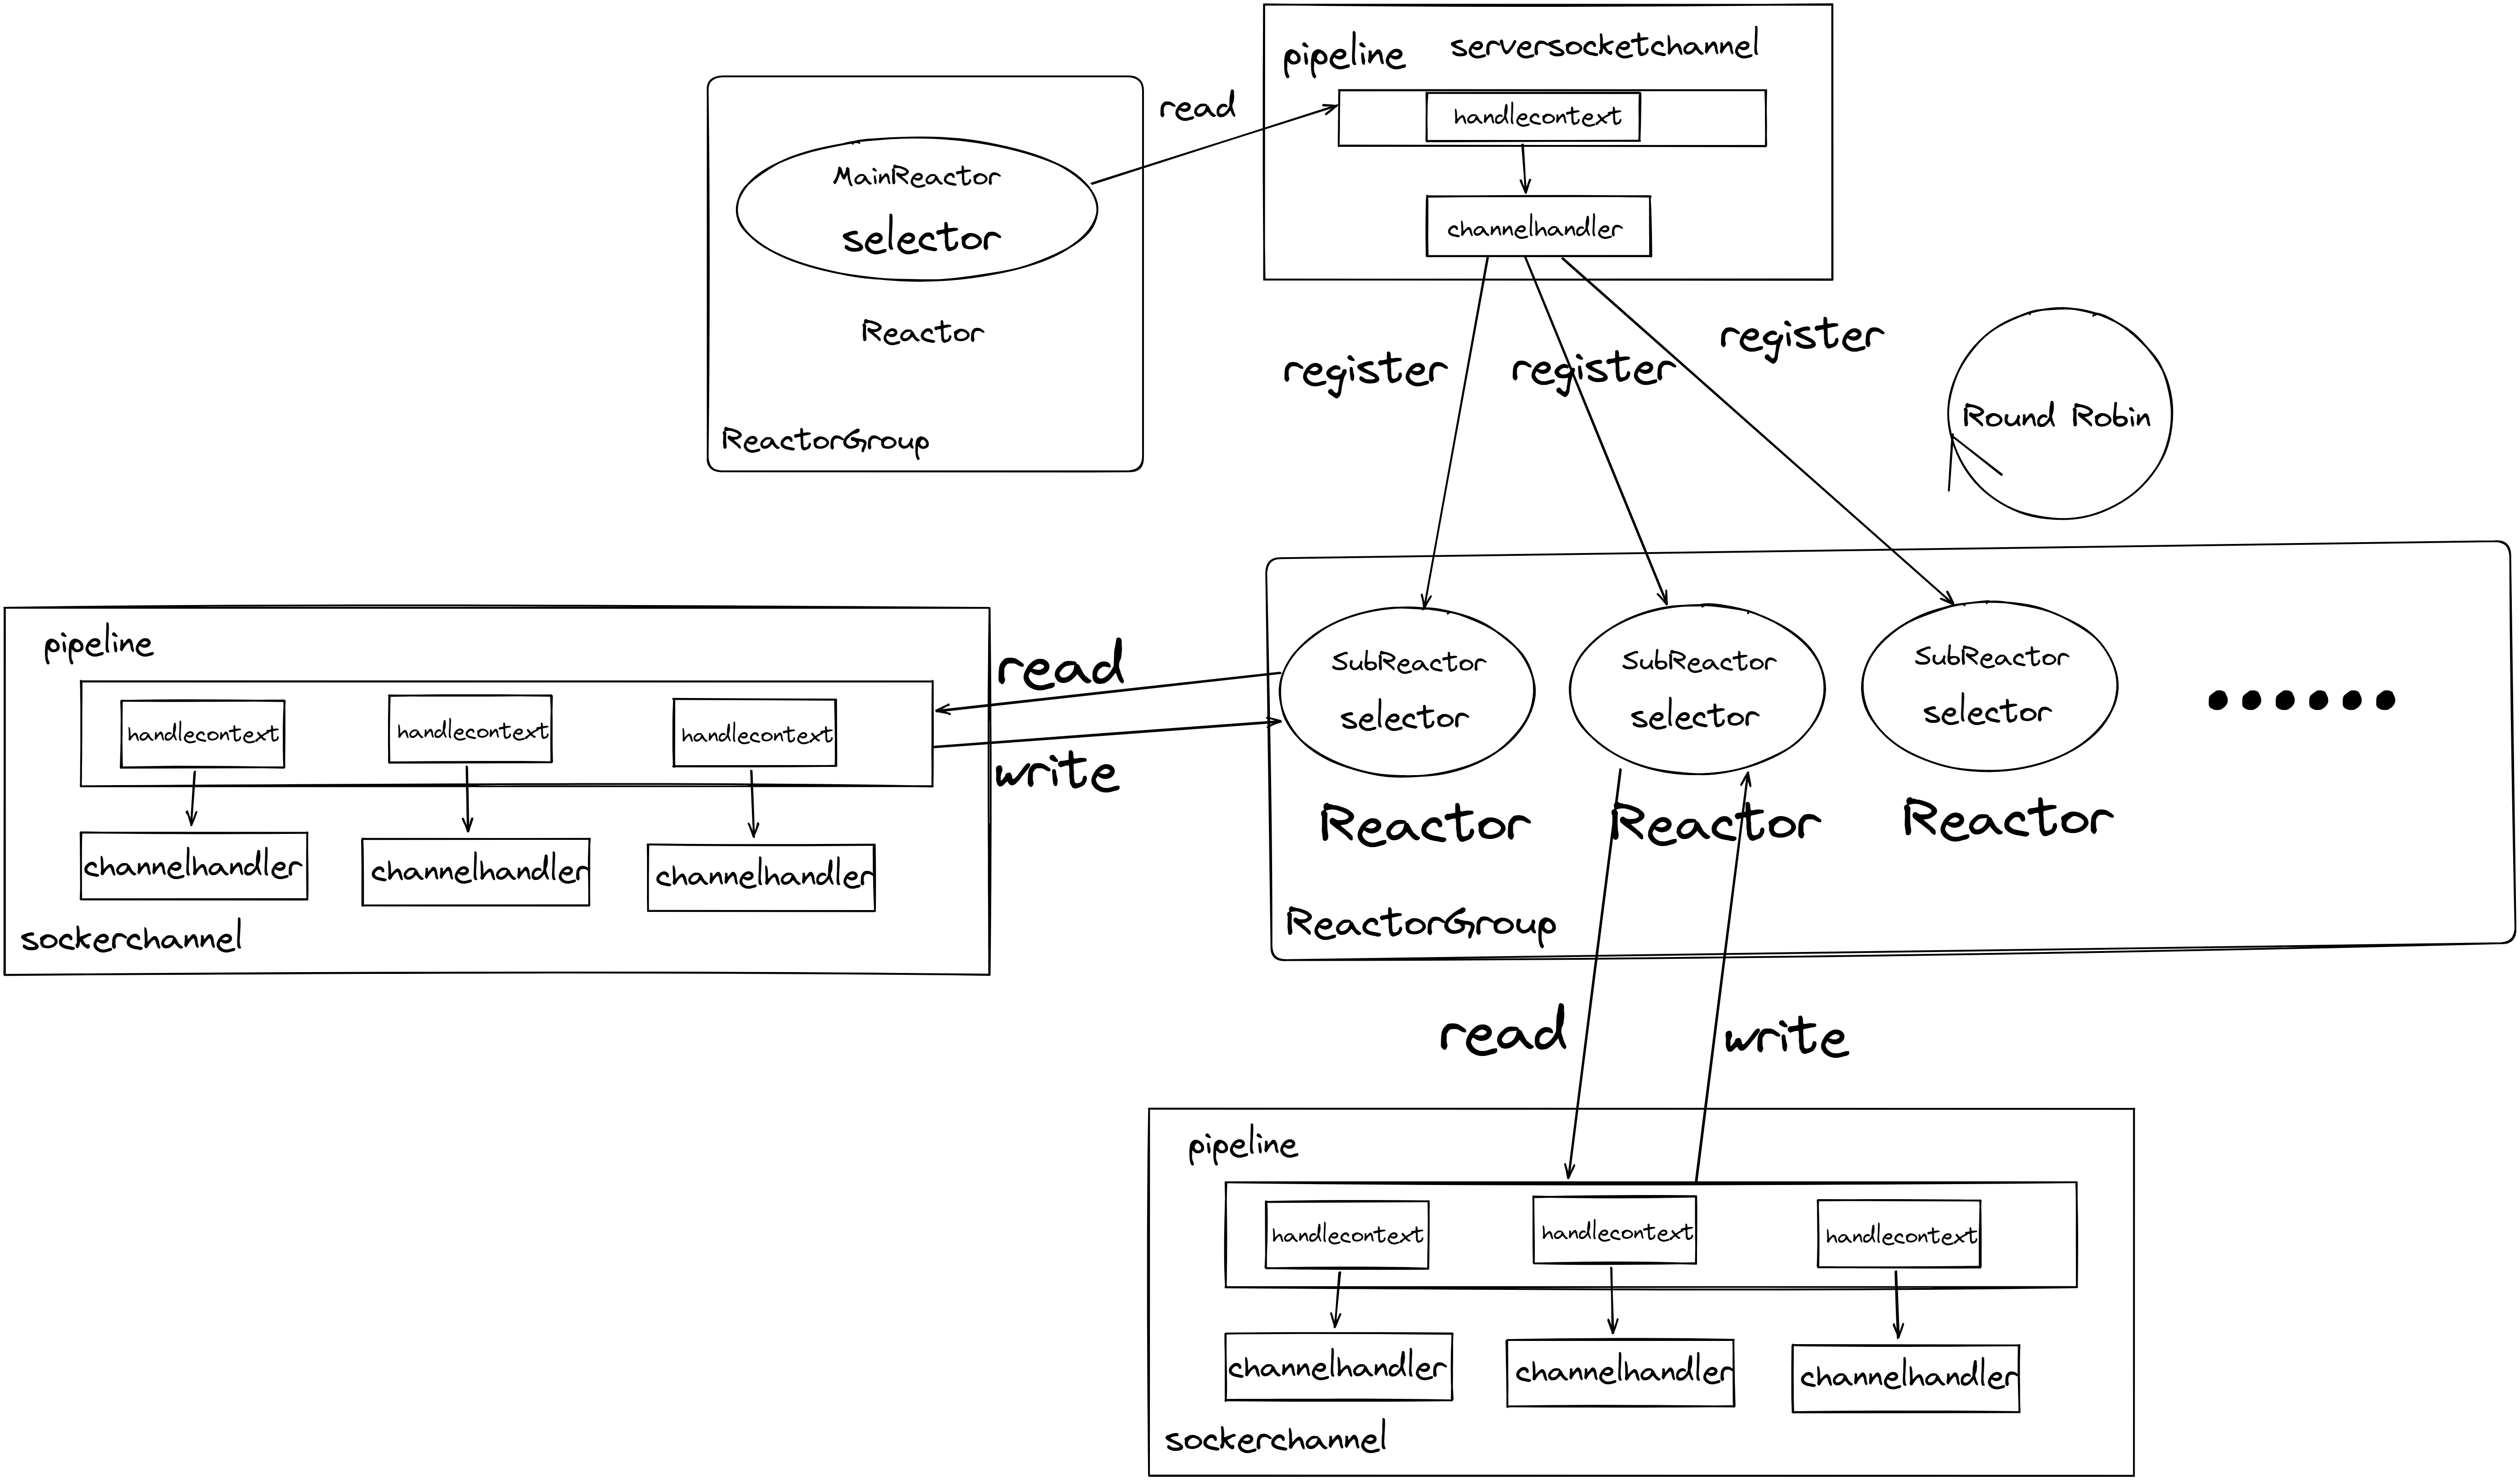 pipeline
serversocketchannel
handlecontext
channelhandler
read
MainReactor
selector
Reactor
ReactorGroup
register
register
register
Round Robin
pipeline
handlecontext
handlecontext
handlecontext
channelhandler
channelhandler
channelhandler
sockerchannel
read
write
SubReactor
selector
SubReactor
selector
SubReactor
selector
Reactor
Reactor
Reactor
ReactorGroup
read
write
pipeline
handlecontext
handlecontext
handlecontext
channelhandler
channelhandler
channelhandler
sockerchannel